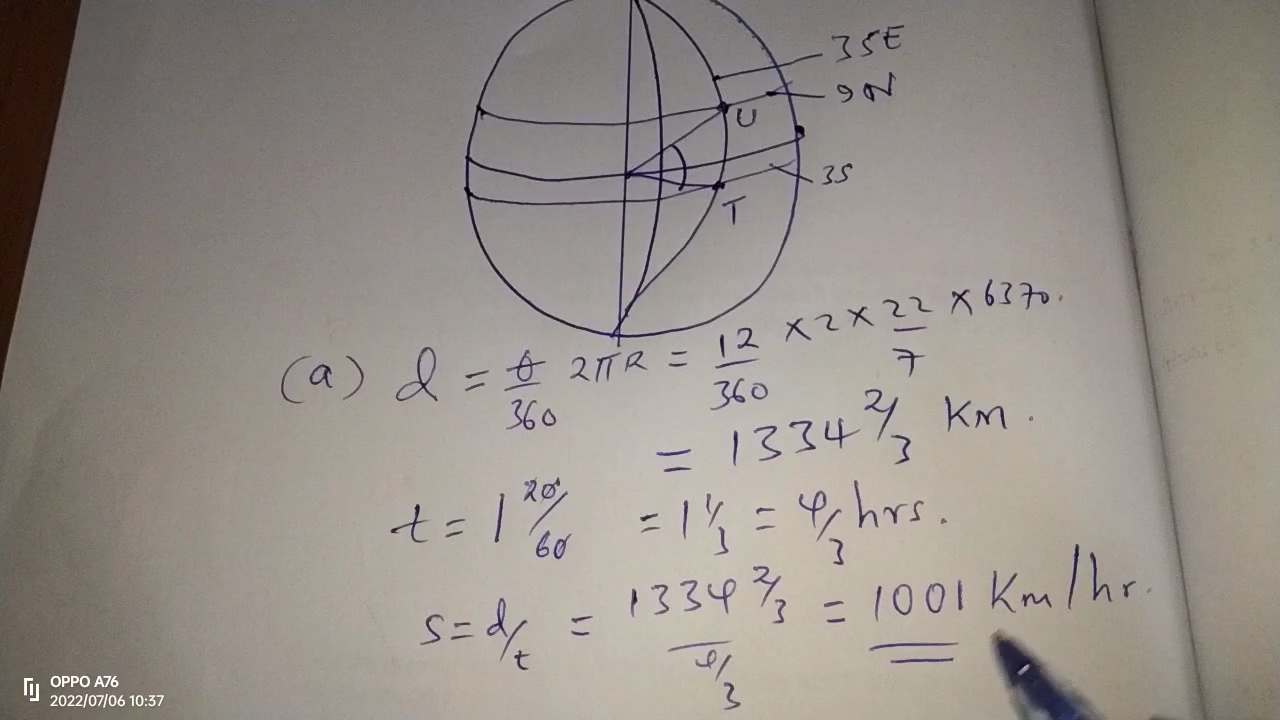 35E
9N
U
3S
T
(a) d = θ/360 2πR = 12/360 × 2 × 22/7 × 6370.
= 1334 2/3 Km.
t = 1 20/60 = 1 1/3 = 4/3 hrs.
S = d/t = 1334 2/3 / 4/3 = 1001 Km/hr.
OPPO A76
2022/07/06 10:37